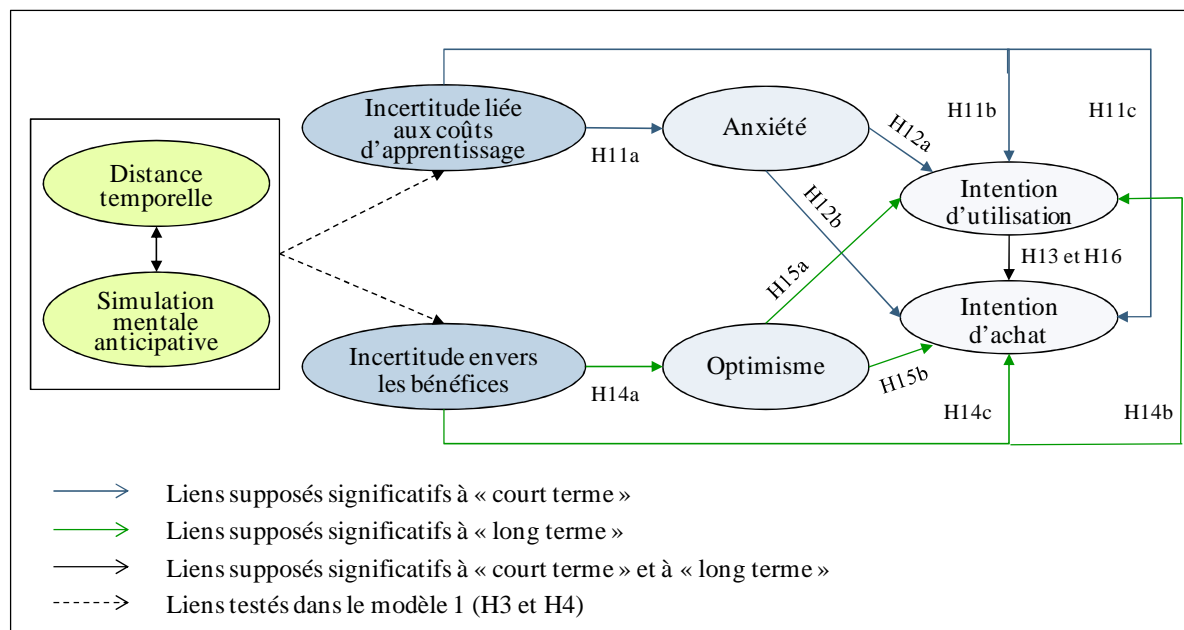 Incertitude liée
aux coûts
d'apprentissage
H11a
Anxiété
H12a
H12b
H11b
H11c
Distance
temporelle
Simulation
mentale
anticipative
Intention
d'utilisation
H13 et H16
Intention
d'achat
H15a
Incertitude envers
les bénéfices
H14a
Optimisme
H15b
H14c
H14b
Liens supposés significatifs à « court terme »
Liens supposés significatifs à « long terme »
Liens supposés significatifs à « court terme » et à « long terme »
Liens testés dans le modèle 1 (H3 et H4)